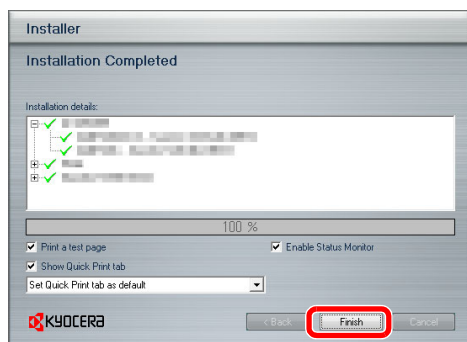 Installer
Installation Completed
Installation details:
100 %
Print a test page
Enable Status Monitor
Show Quick Print tab
Set Quick Print tab as default
KYOCERA
< Back
Finish
Cancel